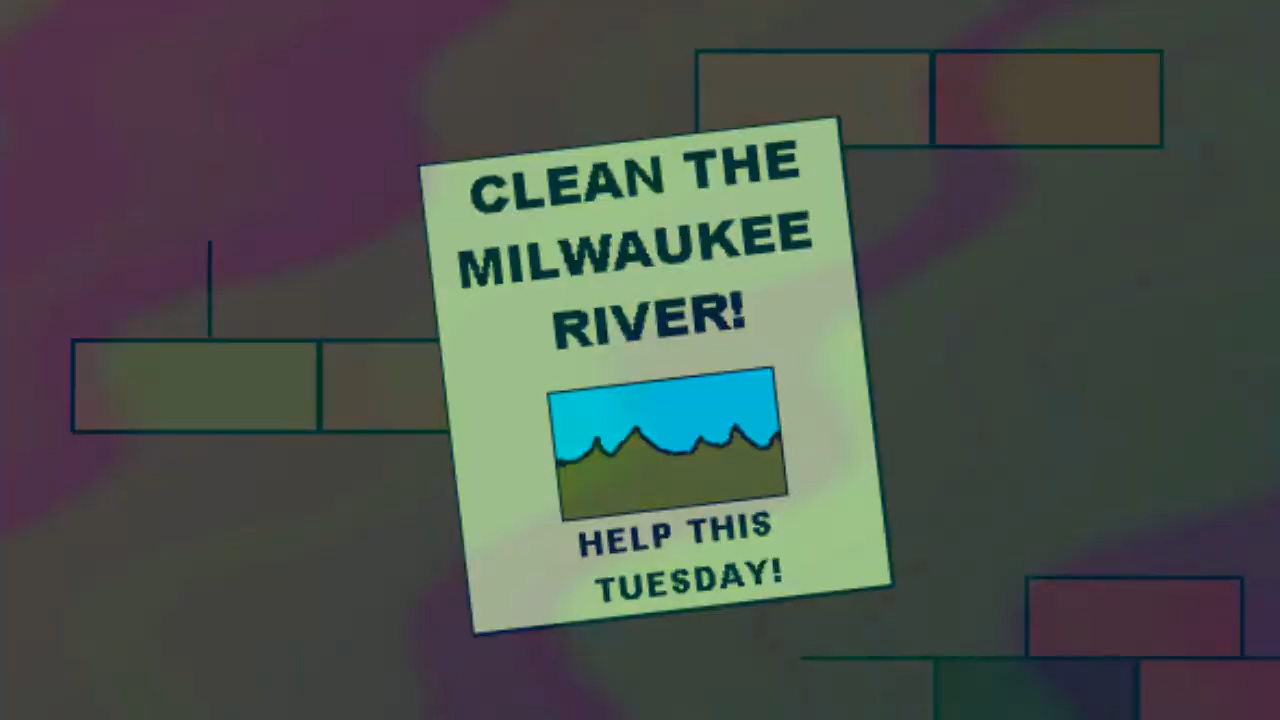 CLEAN THE
MILWAUKEE
RIVER!
HELP THIS
TUESDAY!